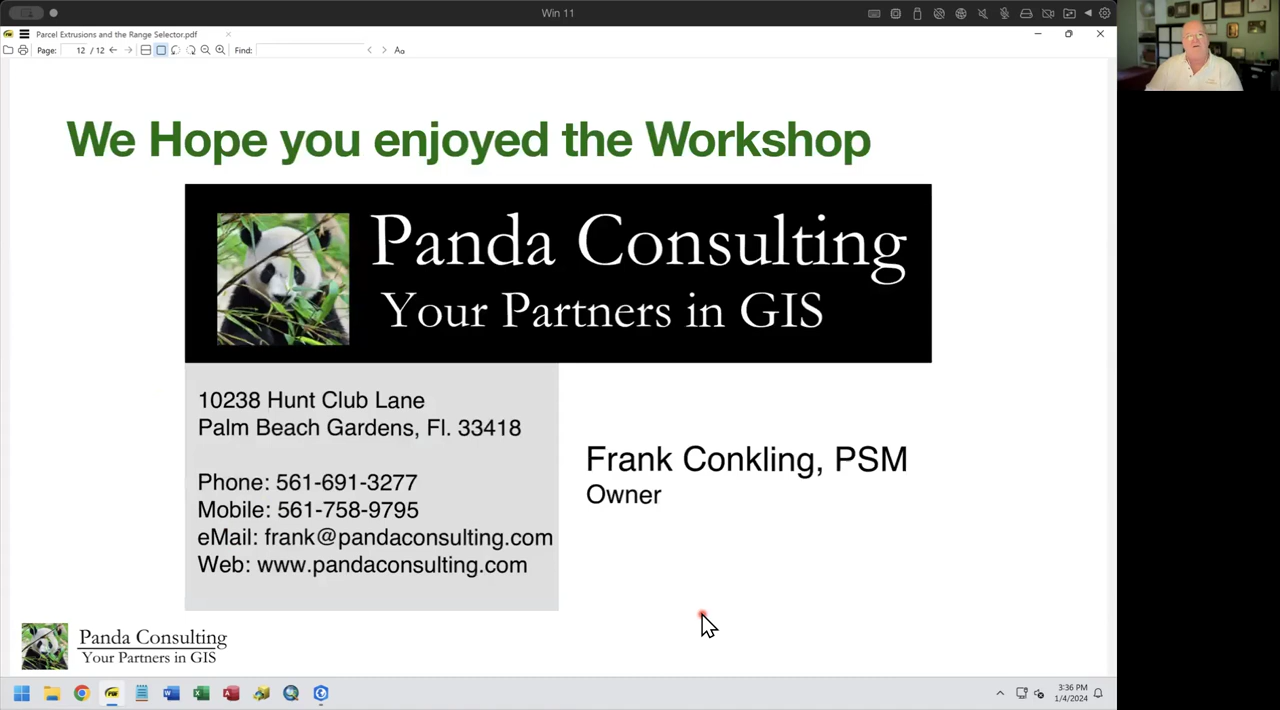 Win 11
Parcel Extrusions and the Range Selector.pdf
Page: 12 / 12 Find: Aa
We Hope you enjoyed the Workshop
Panda Consulting
Your Partners in GIS
10238 Hunt Club Lane
Palm Beach Gardens, Fl. 33418
Phone: 561-691-3277
Mobile: 561-758-9795
eMail: frank@pandaconsulting.com
Web: www.pandaconsulting.com
Frank Conkling, PSM
Owner
Panda Consulting
Your Partners in GIS
3:36 PM
1/4/2024